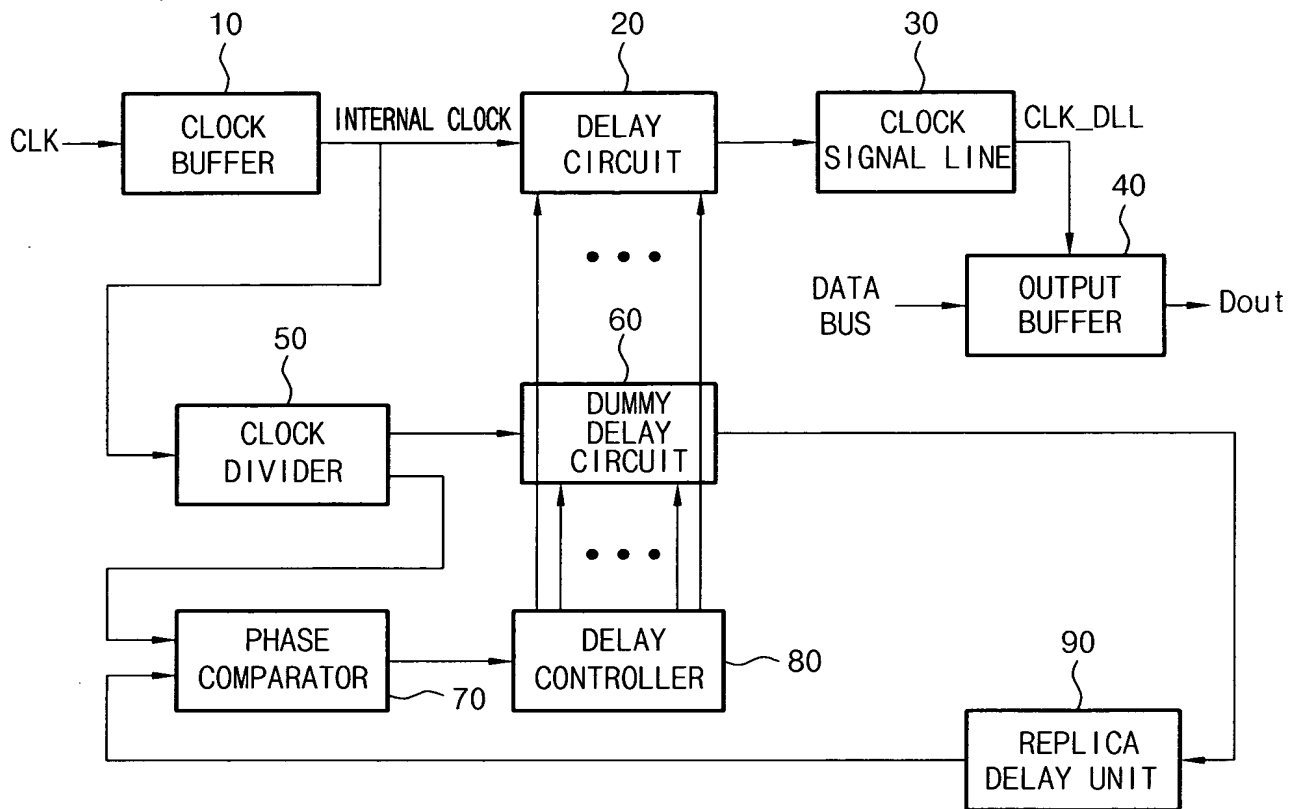 10
20
30
CLK
CLOCK
BUFFER
INTERNAL CLOCK
DELAY
CIRCUIT
CLOCK
SIGNAL LINE
CLK_DLL
40
DATA
BUS
OUTPUT
BUFFER
Dout
50
60
CLOCK
DIVIDER
DUMMY
DELAY
CIRCUIT
PHASE
COMPARATOR
70
DELAY
CONTROLLER
80
90
REPLICA
DELAY UNIT